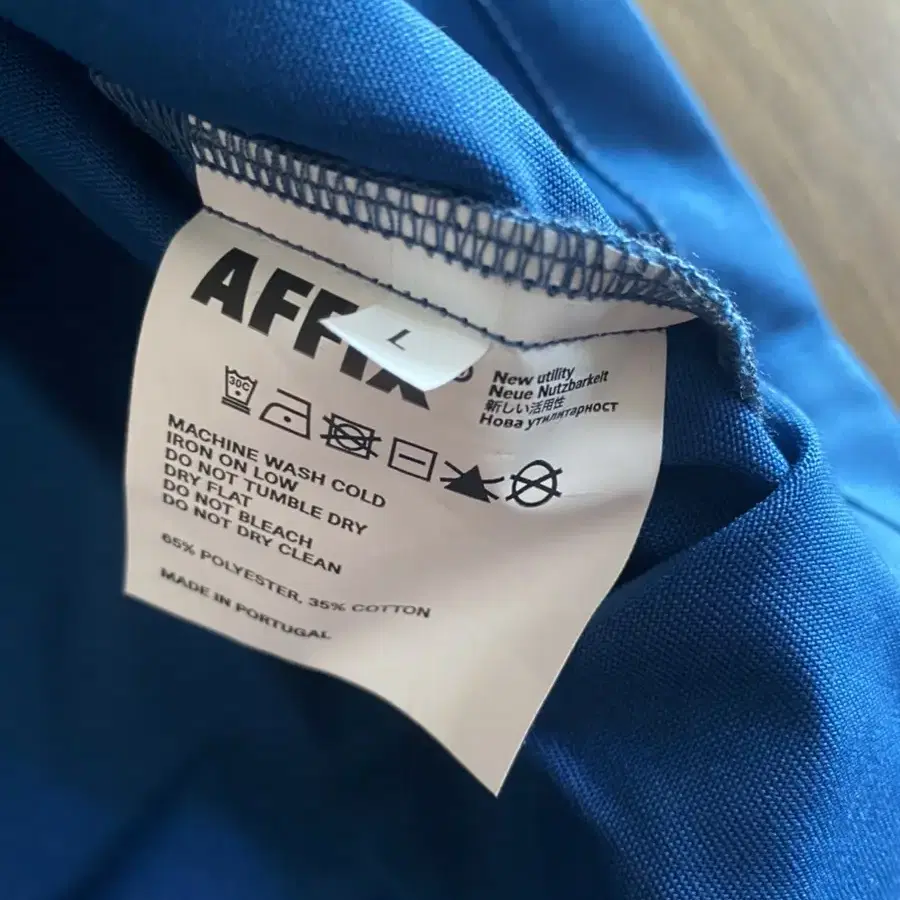 AFFIX
L
®
New utility
Neue Nutzbarkeit
新しい活用性
Нова утилитарност
30C
MACHINE WASH COLD
IRON ON LOW
DO NOT TUMBLE DRY
DRY FLAT
DO NOT BLEACH
DO NOT DRY CLEAN
65% POLYESTER, 35% COTTON
MADE IN PORTUGAL